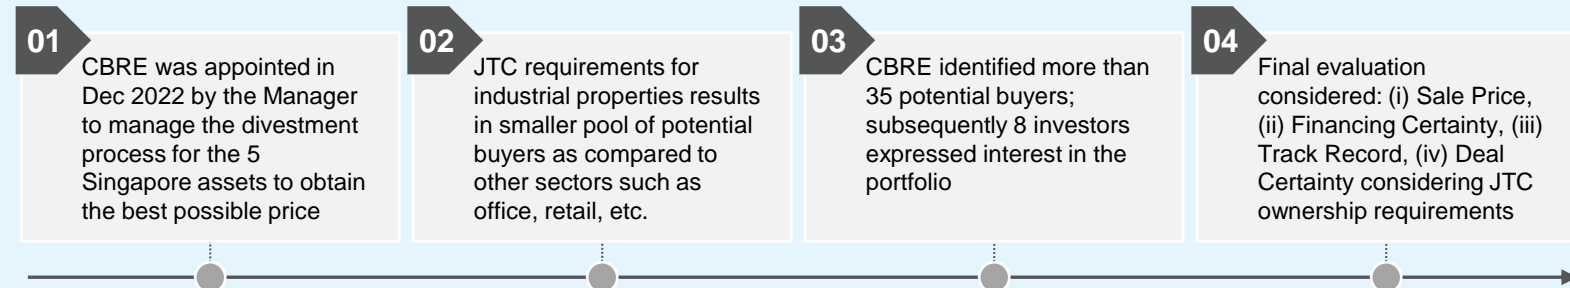 01
CBRE was appointed in
Dec 2022 by the Manager
to manage the divestment
process for the 5
Singapore assets to obtain
the best possible price
02
JTC requirements for
industrial properties results
in smaller pool of potential
buyers as compared to
other sectors such as
office, retail, etc.
03
CBRE identified more than
35 potential buyers;
subsequently 8 investors
expressed interest in the
portfolio
04
Final evaluation
considered: (i) Sale Price,
(ii) Financing Certainty, (iii)
Track Record, (iv) Deal
Certainty considering JTC
ownership requirements